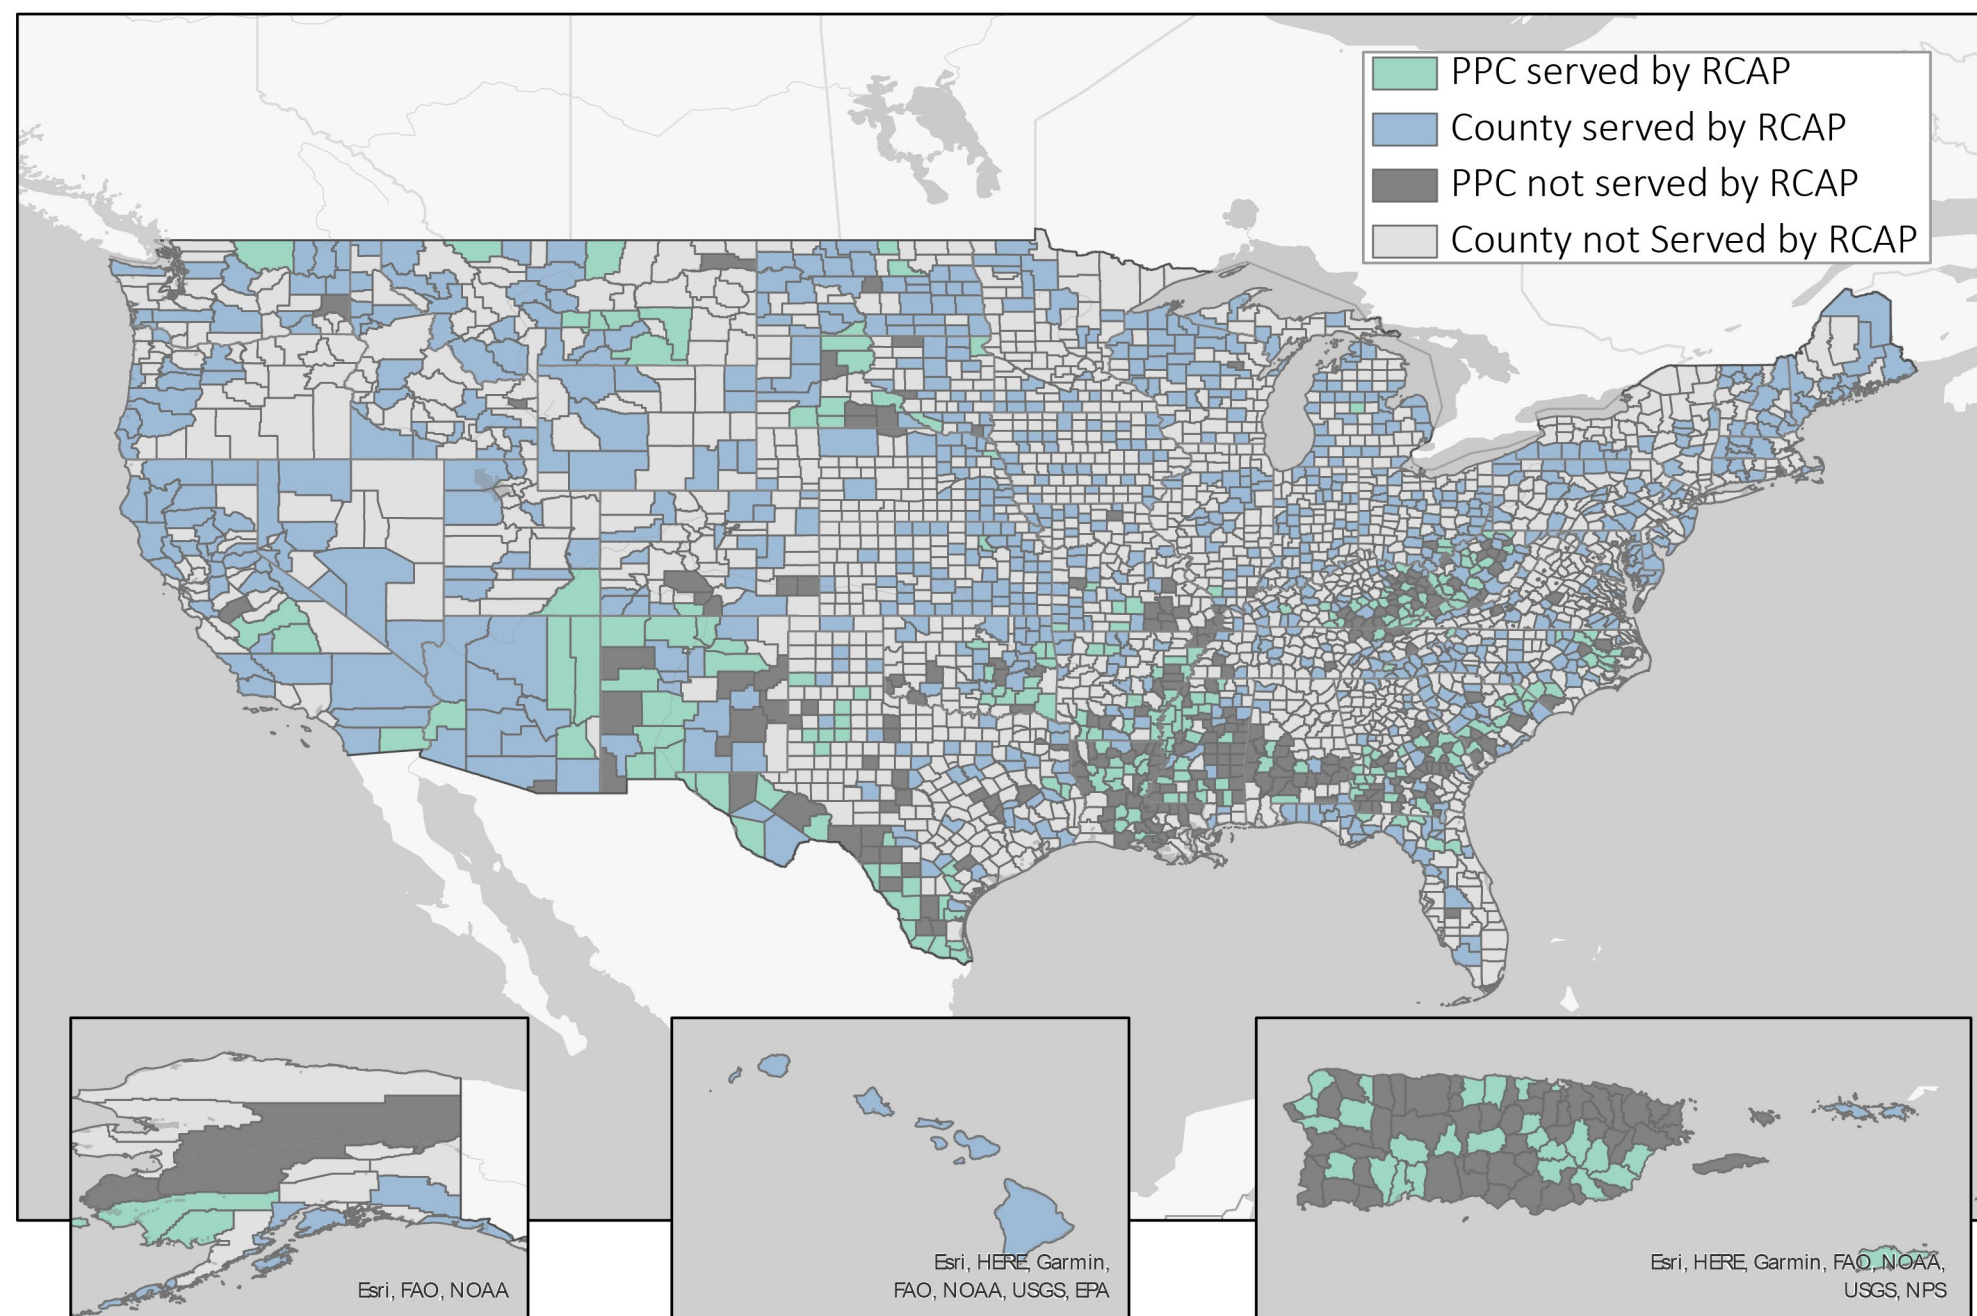 PPC served by RCAP
County served by RCAP
PPC not served by RCAP
County not Served by RCAP
Esri, FAO, NOAA
Esri, HERE, Garmin,
FAO, NOAA, USGS, EPA
Esri, HERE, Garmin, FAO, NOAA,
USGS, NPS